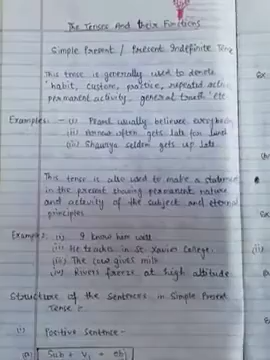 The Tenses And their Functions
Simple Present / Present Indefinite Tense
This tense is generally used to denote
habit, custom, practice, repeated action
permanent activity general truth etc
Examples - (i) usually believes everybody
(ii) often gets late for lunch
(iii) Shaurya seldom gets up late.
This tense is also used to make a statement
in the present showing permanent nature
and activity of the subject and eternal
principles
Example (i) I know him well
(ii) He teaches in St. Xavier College.
(iii) The Cow gives milk
(iv) Rivers freeze at high altitude
Structure of the Sentences in Simple Present
Tense :-
(i) Positive Sentence -
(a) Sub + V1 + Obj